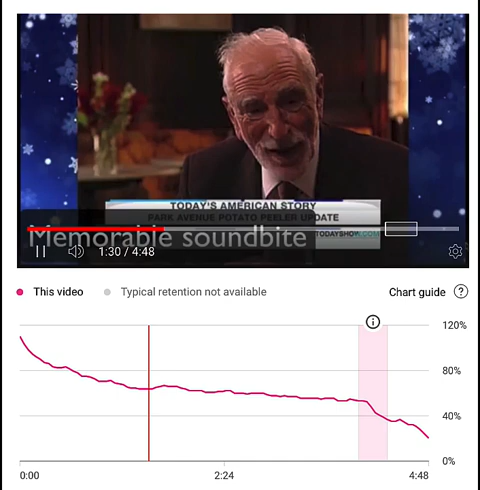 TODAY'S AMERICAN STORY
PARK AVENUE POTATO PEELER UPDATE
TODAYSHOW.COM
Memorable soundbite
1:30 / 4:48
This video
Typical retention not available
Chart guide ?
120%
80%
40%
0%
0:00
2:24
4:48